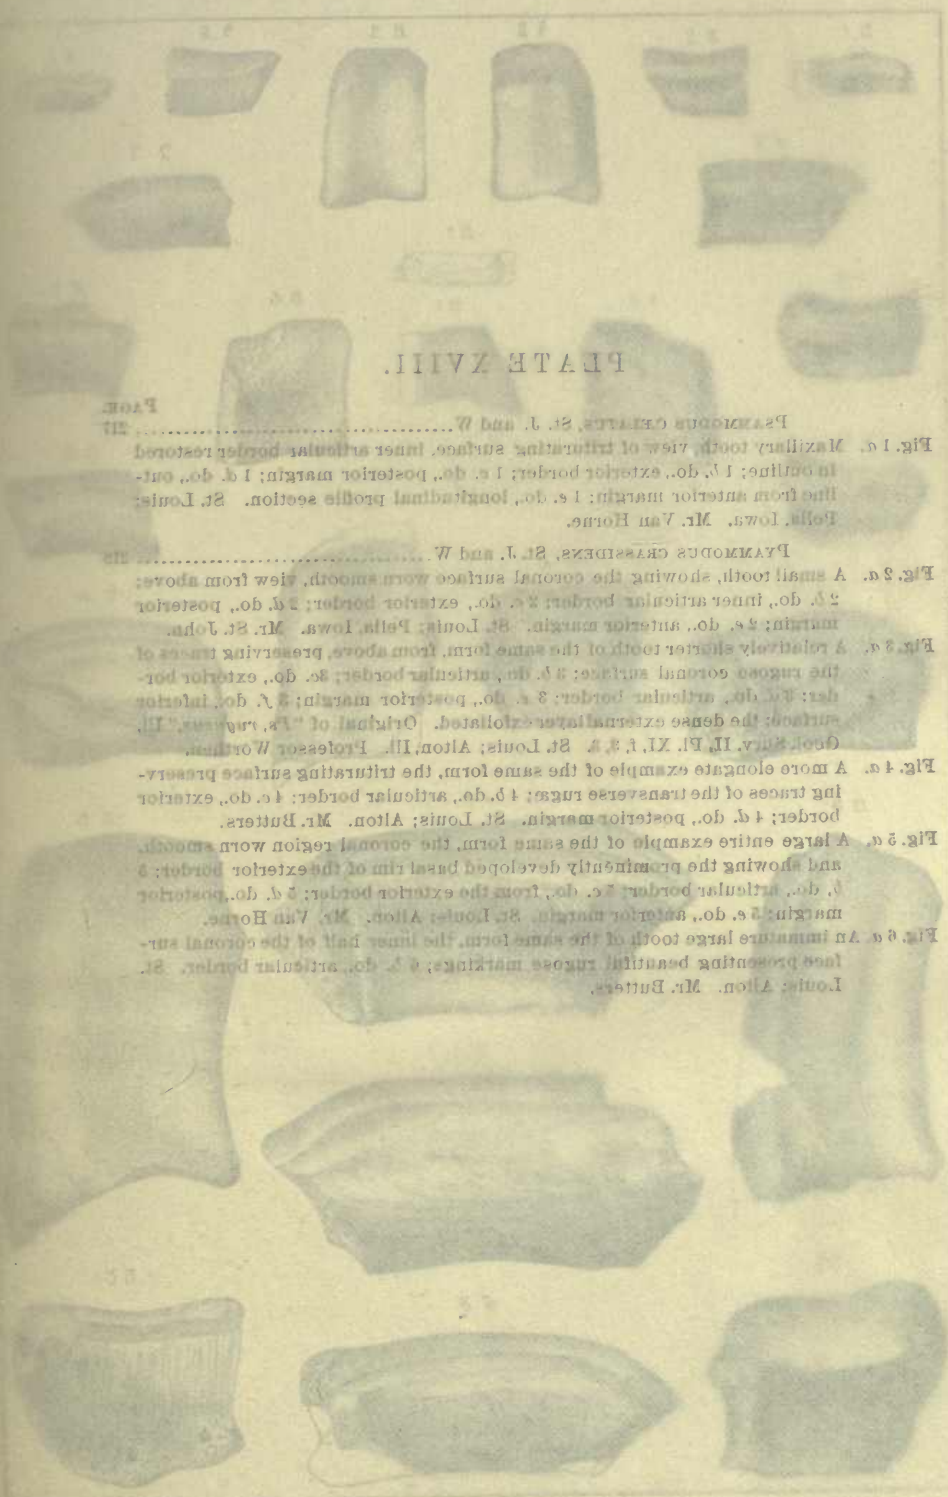 PLATE XVIII.
PAGE.
PSAMMODUS CÆLATUS, St. J. and W. .......................................... 217
Fig. 1 a. Maxillary tooth, view of triturating surface, inner articular border restored
in outline; 1 b. do., exterior border; 1 c. do., posterior margin; 1 d. do., out-
line from anterior margin; 1 e. do., longitudinal profile section. St. Louis;
Pella, Iowa. Mr. Van Horne.
PYAMMODUS CRASSIDENS, St. J. and W. .......................................
Fig. 2 a. A small tooth, showing the coronal surface worn smooth, view from above;
2 b. do., inner articular border; 2 c. do., exterior border; 2 d. do., posterior
margin; 2 e. do., anterior margin. St. Louis; Pella, Iowa. Mr. St. John.
Fig. 3 a. A relatively shorter tooth of the same form, from above, preserving traces of
the rugose coronal surface; 3 b. do., articular border; 3c. do., exterior bor-
der; 3 d. do., articular border; 3 e. do., posterior margin; 3 f. do., inferior
surface; the dense external layer exfoliated. Original of "Ps. rugosus," Ill.
Geol. Surv. II, Pl. XI, f. St. Louis; Alton, Ill. Professor Worthen.
Fig. 4 a. A more elongate example of the same form, the triturating surface preserv-
ing traces of the transverse rugæ; 4 b. do., articular border; 4 c. do., exterior
border; 4 d. do., posterior margin. St. Louis; Alton. Mr. Butters.
Fig. 5 a. A large entire example of the same form, the coronal region worn smooth,
and showing the prominently developed basal rim of the exterior border; 5
b. do., articular border; 5 c. do., from the exterior border; 5 d. do., posterior
margin; 5 e. do., anterior margin. St. Louis; Alton. Mr. Van Horne.
Fig. 6 a. An immature large tooth of the same form, the inner half of the coronal sur-
face presenting beautiful rugose markings; 6 b. do., articular border. St.
Louis; Alton. Mr. Butters.